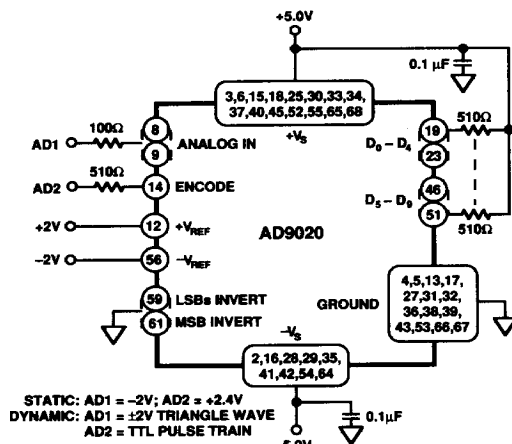 +5.0V
0.1 μF
3,6,15,18,25,30,33,34,
37,40,45,52,55,65,68
+VS
100Ω
AD1
8
9
ANALOG IN
510Ω
AD2
14
ENCODE
+2V
12
+VREF
-2V
56
-VREF
59
LSBs INVERT
61
MSB INVERT
AD9020
D0 – D4
19
23
510Ω
D5 – D9
46
51
510Ω
GROUND
4,5,13,17,
27,31,32,
36,38,39,
43,53,66,67
-VS
2,16,28,29,35,
41,42,54,64
0.1μF
STATIC: AD1 = -2V; AD2 = +2.4V
DYNAMIC: AD1 = ±2V TRIANGLE WAVE
AD2 = TTL PULSE TRAIN